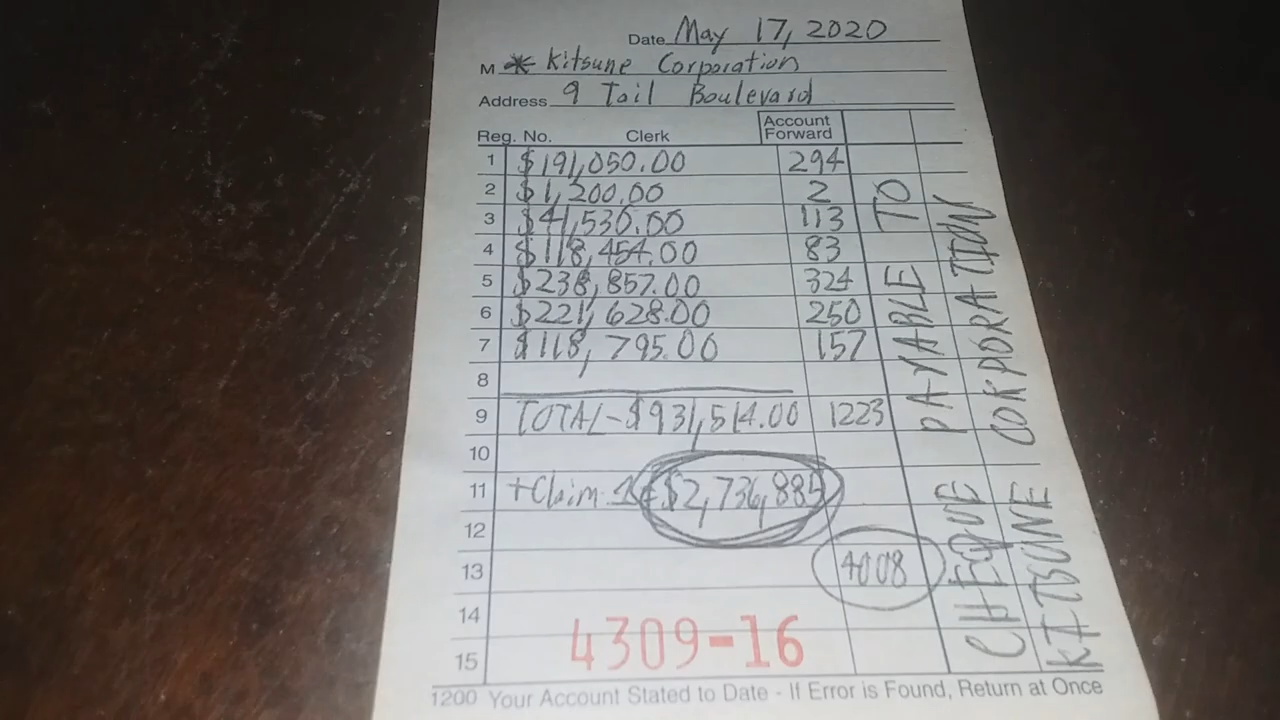 Date May 17, 2020
M * Kitsune Corporation
Address 9 Tail Boulevard
Reg. No. Clerk Account Forward
1 $191,050.00 294
2 $1,200.00 2
3 $41,530.00 113
4 $118,454.00 83
5 $238,857.00 324
6 $221,628.00 250
7 $118,795.00 157
8
9 TOTAL-$931,514.00 1223
10
11 +Claim $2,736,885
12
13 4008
14
4309-16
15
1200 Your Account Stated to Date - If Error is Found, Return at Once
CHEQUE PAYABLE TO
KITSUNE CORPORATION